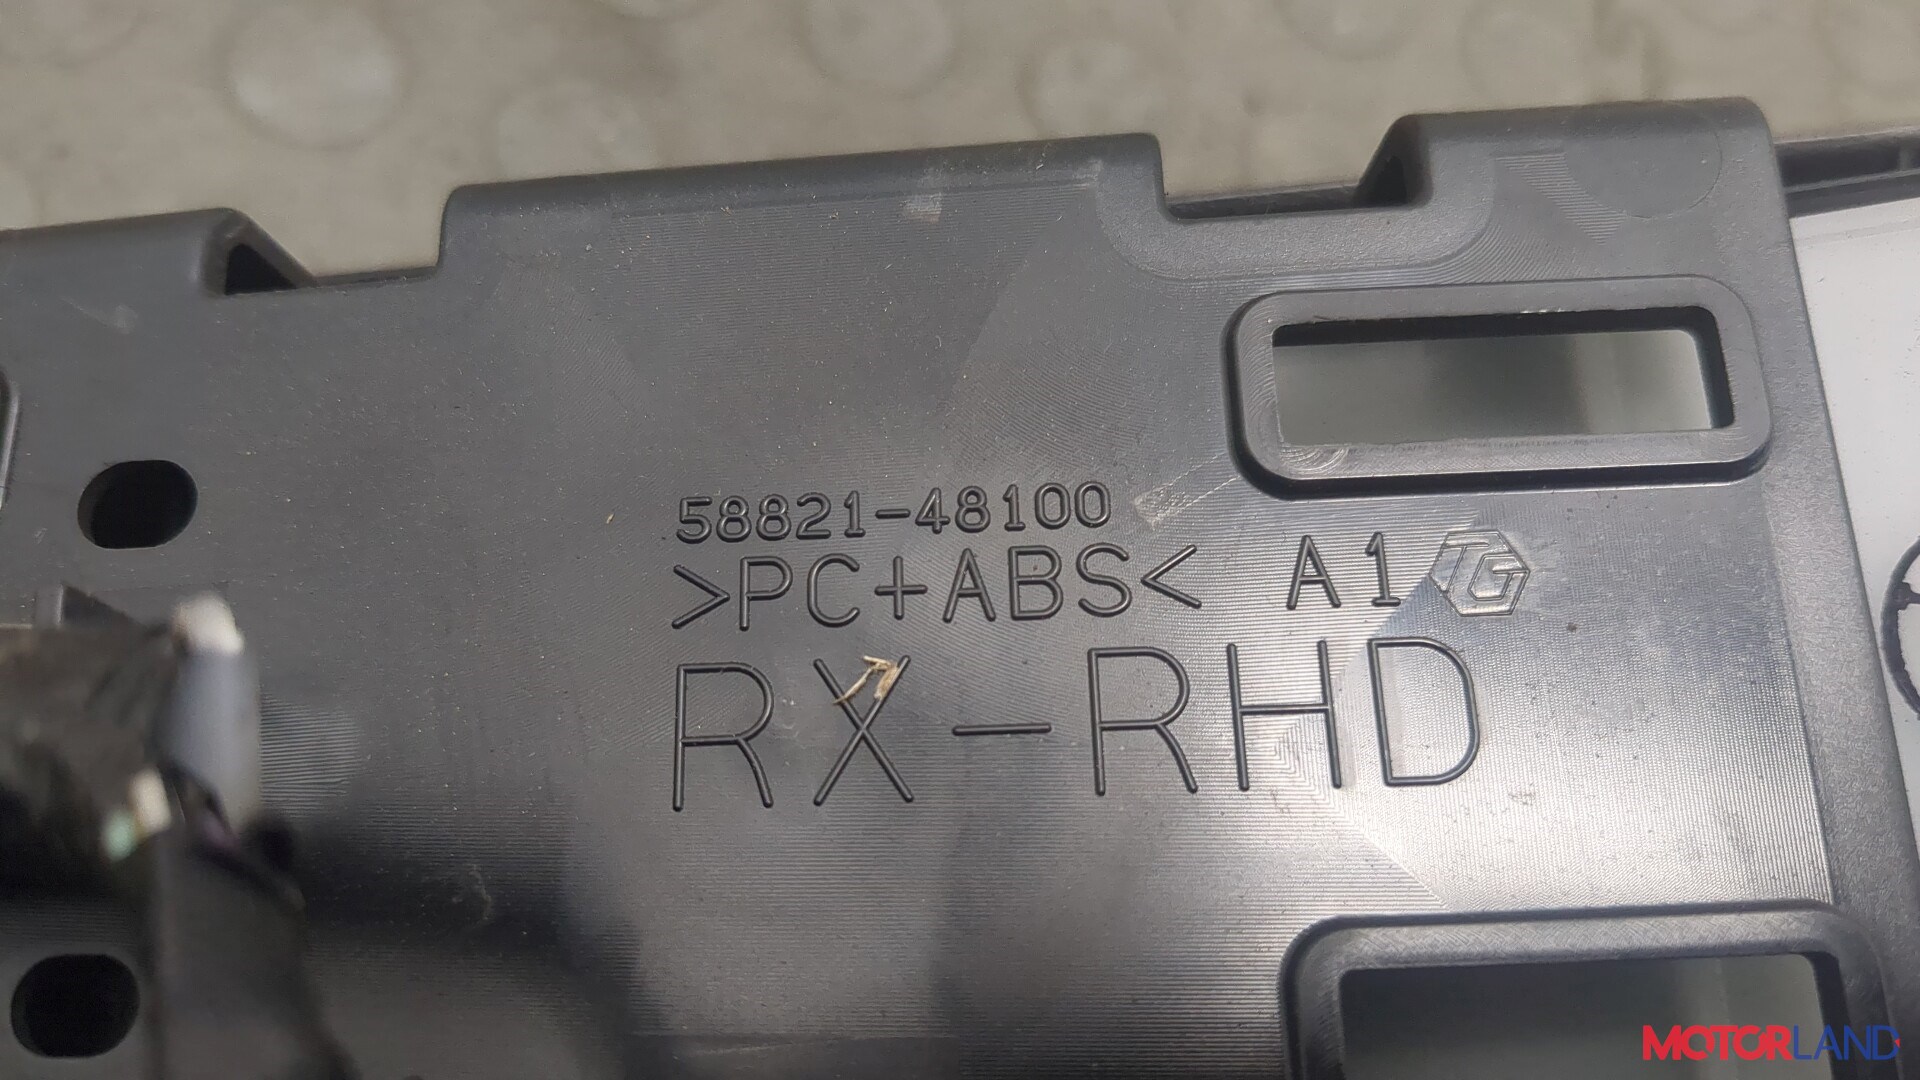 58821-48100
>PC+ABS< A1 TG
RX-RHD
MOTORLAND